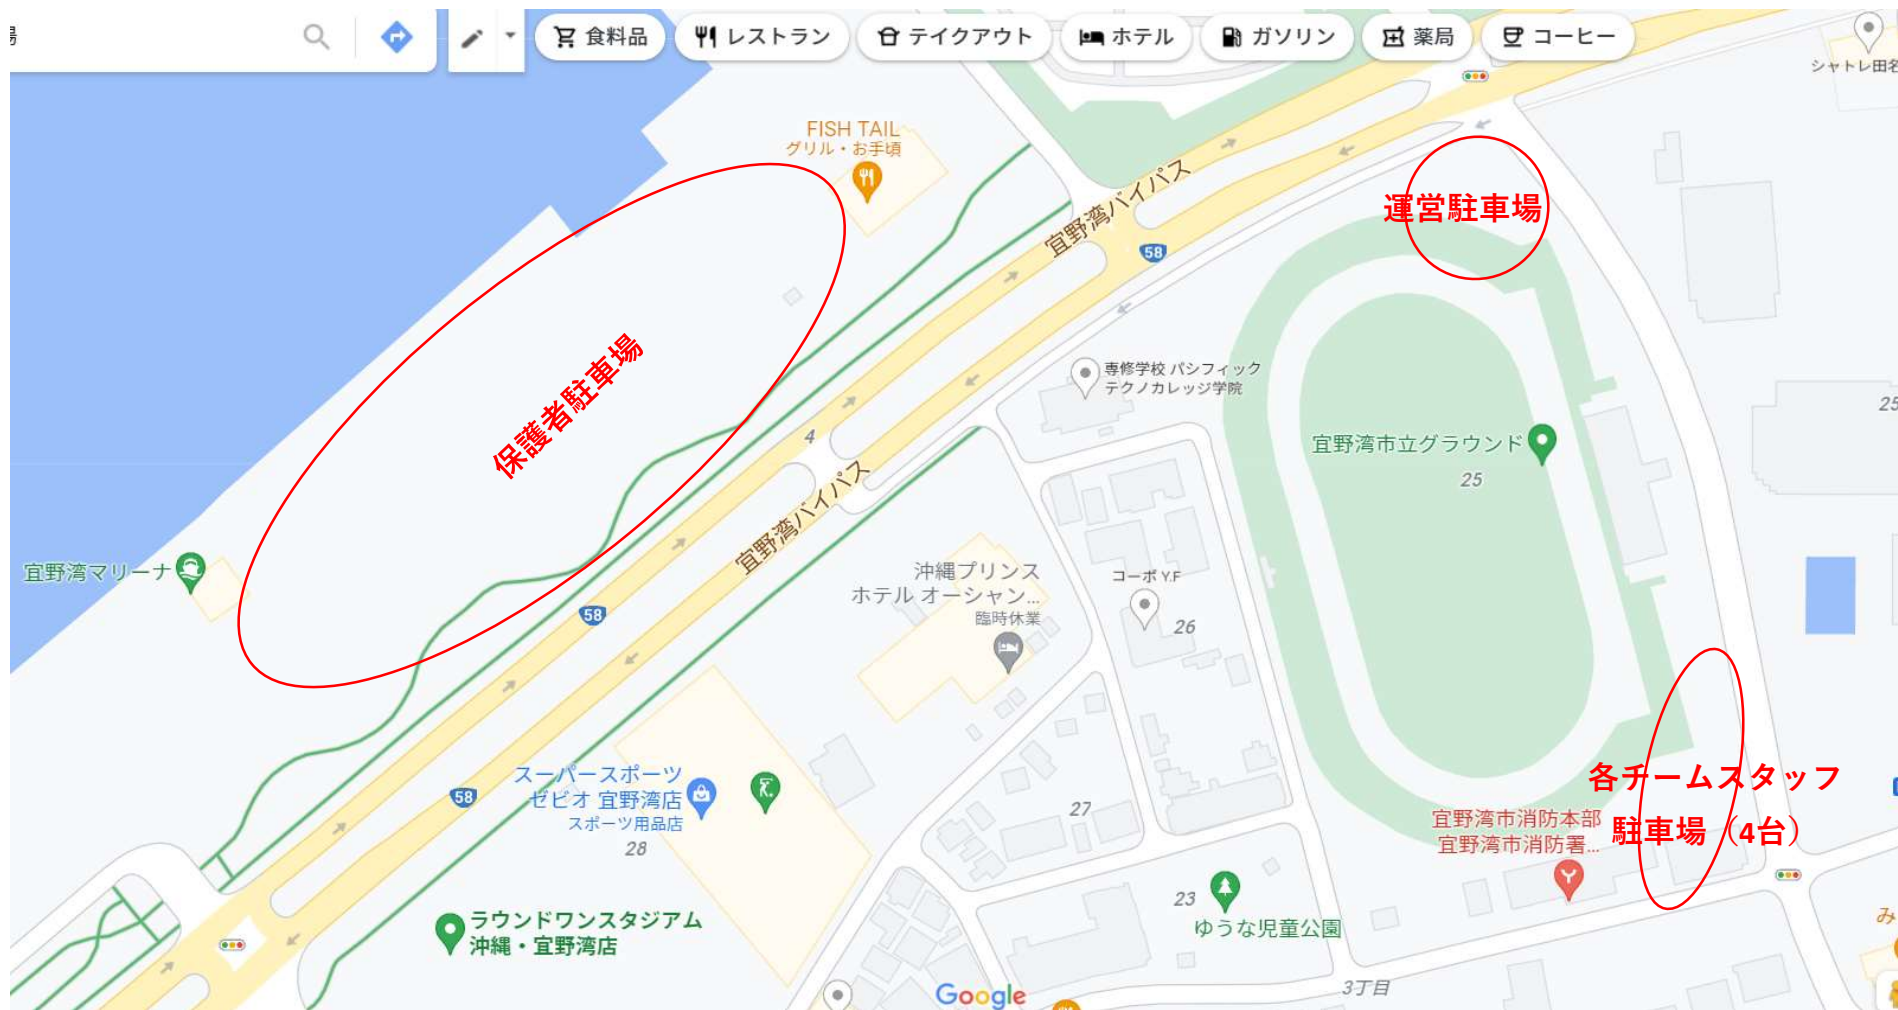 食料品
レストラン
テイクアウト
ホテル
ガソリン
薬局
コーヒー
シャトレ田名
FISH TAIL
グリル・お手頃
宜野湾バイパス
58
運営駐車場
保護者駐車場
専修学校 パシフィック
テクノカレッジ学院
25
4
宜野湾市立グラウンド
25
宜野湾バイパス
宜野湾マリーナ
沖縄プリンス
ホテル オーシャン...
臨時休業
コーポ Y.F
58
26
スーパースポーツ
ゼビオ 宜野湾店
スポーツ用品店
28
58
27
各チームスタッフ
駐車場（4台）
宜野湾市消防本部
宜野湾市消防署...
23
ゆうな児童公園
ラウンドワンスタジアム
沖縄・宜野湾店
み
3丁目
Google